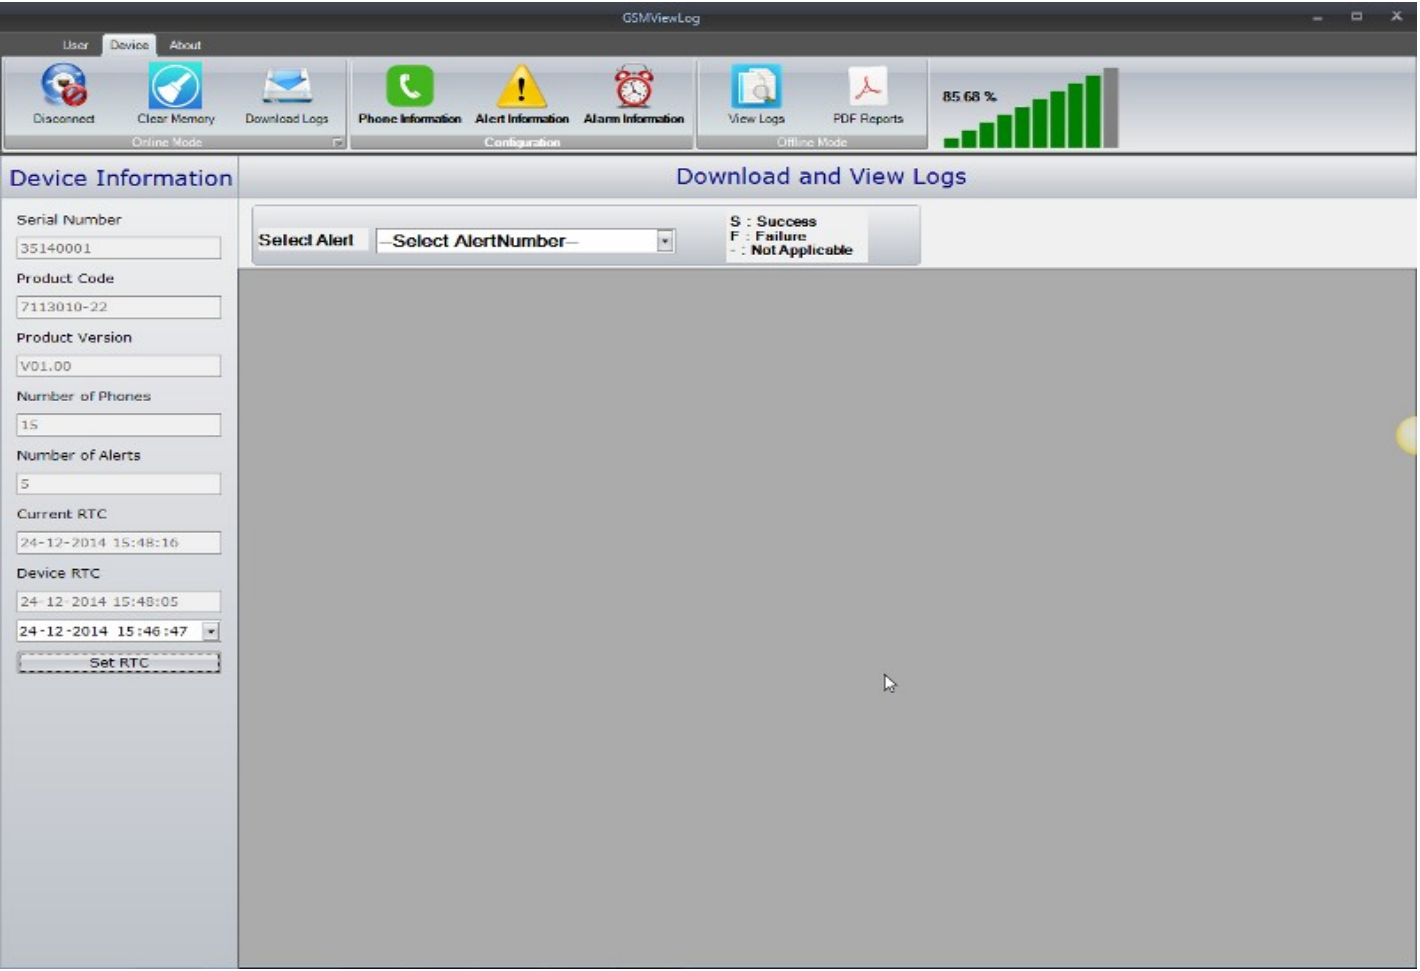 GSMViewLog
User Device About
Disconnect Clear Memory Download Logs Phone Information Alert Information Alarm Information View Logs PDF Reports 85.68 %
Online Mode Configuration Offline Mode
Device Information
Download and View Logs
Serial Number
35140001
Product Code
7113010-22
Product Version
V01.00
Number of Phones
15
Number of Alerts
5
Current RTC
24-12-2014 15:48:16
Device RTC
24-12-2014 15:48:05
24-12-2014 15:46:47
Set RTC
Select Alert --Select AlertNumber--
S : Success
F : Failure
- : Not Applicable